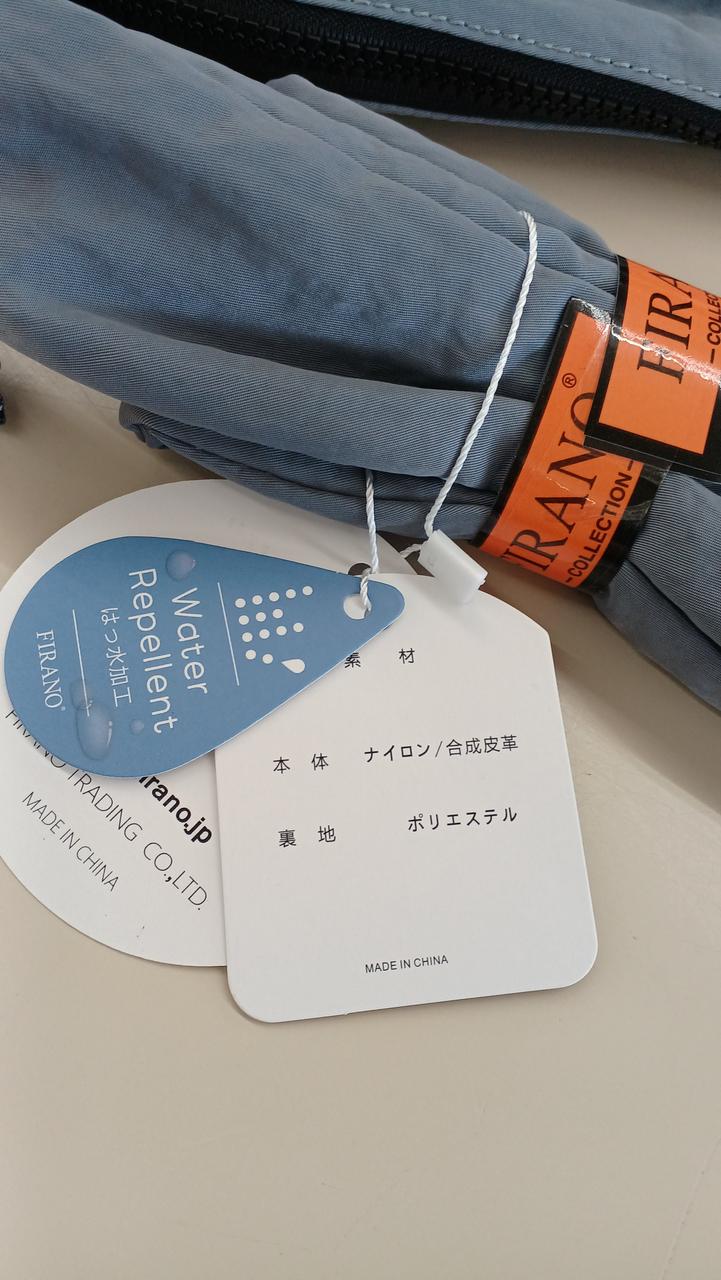 FIRA
COLLEC
FIRANO®
-COLLECTION-
Water
Repellent
はっ水加工
FIRANO®
irano.jp
FIRANO TRADING CO.,LTD.
MADE IN CHINA
素 材
本 体 ナイロン/合成皮革
裏 地 ポリエステル
MADE IN CHINA